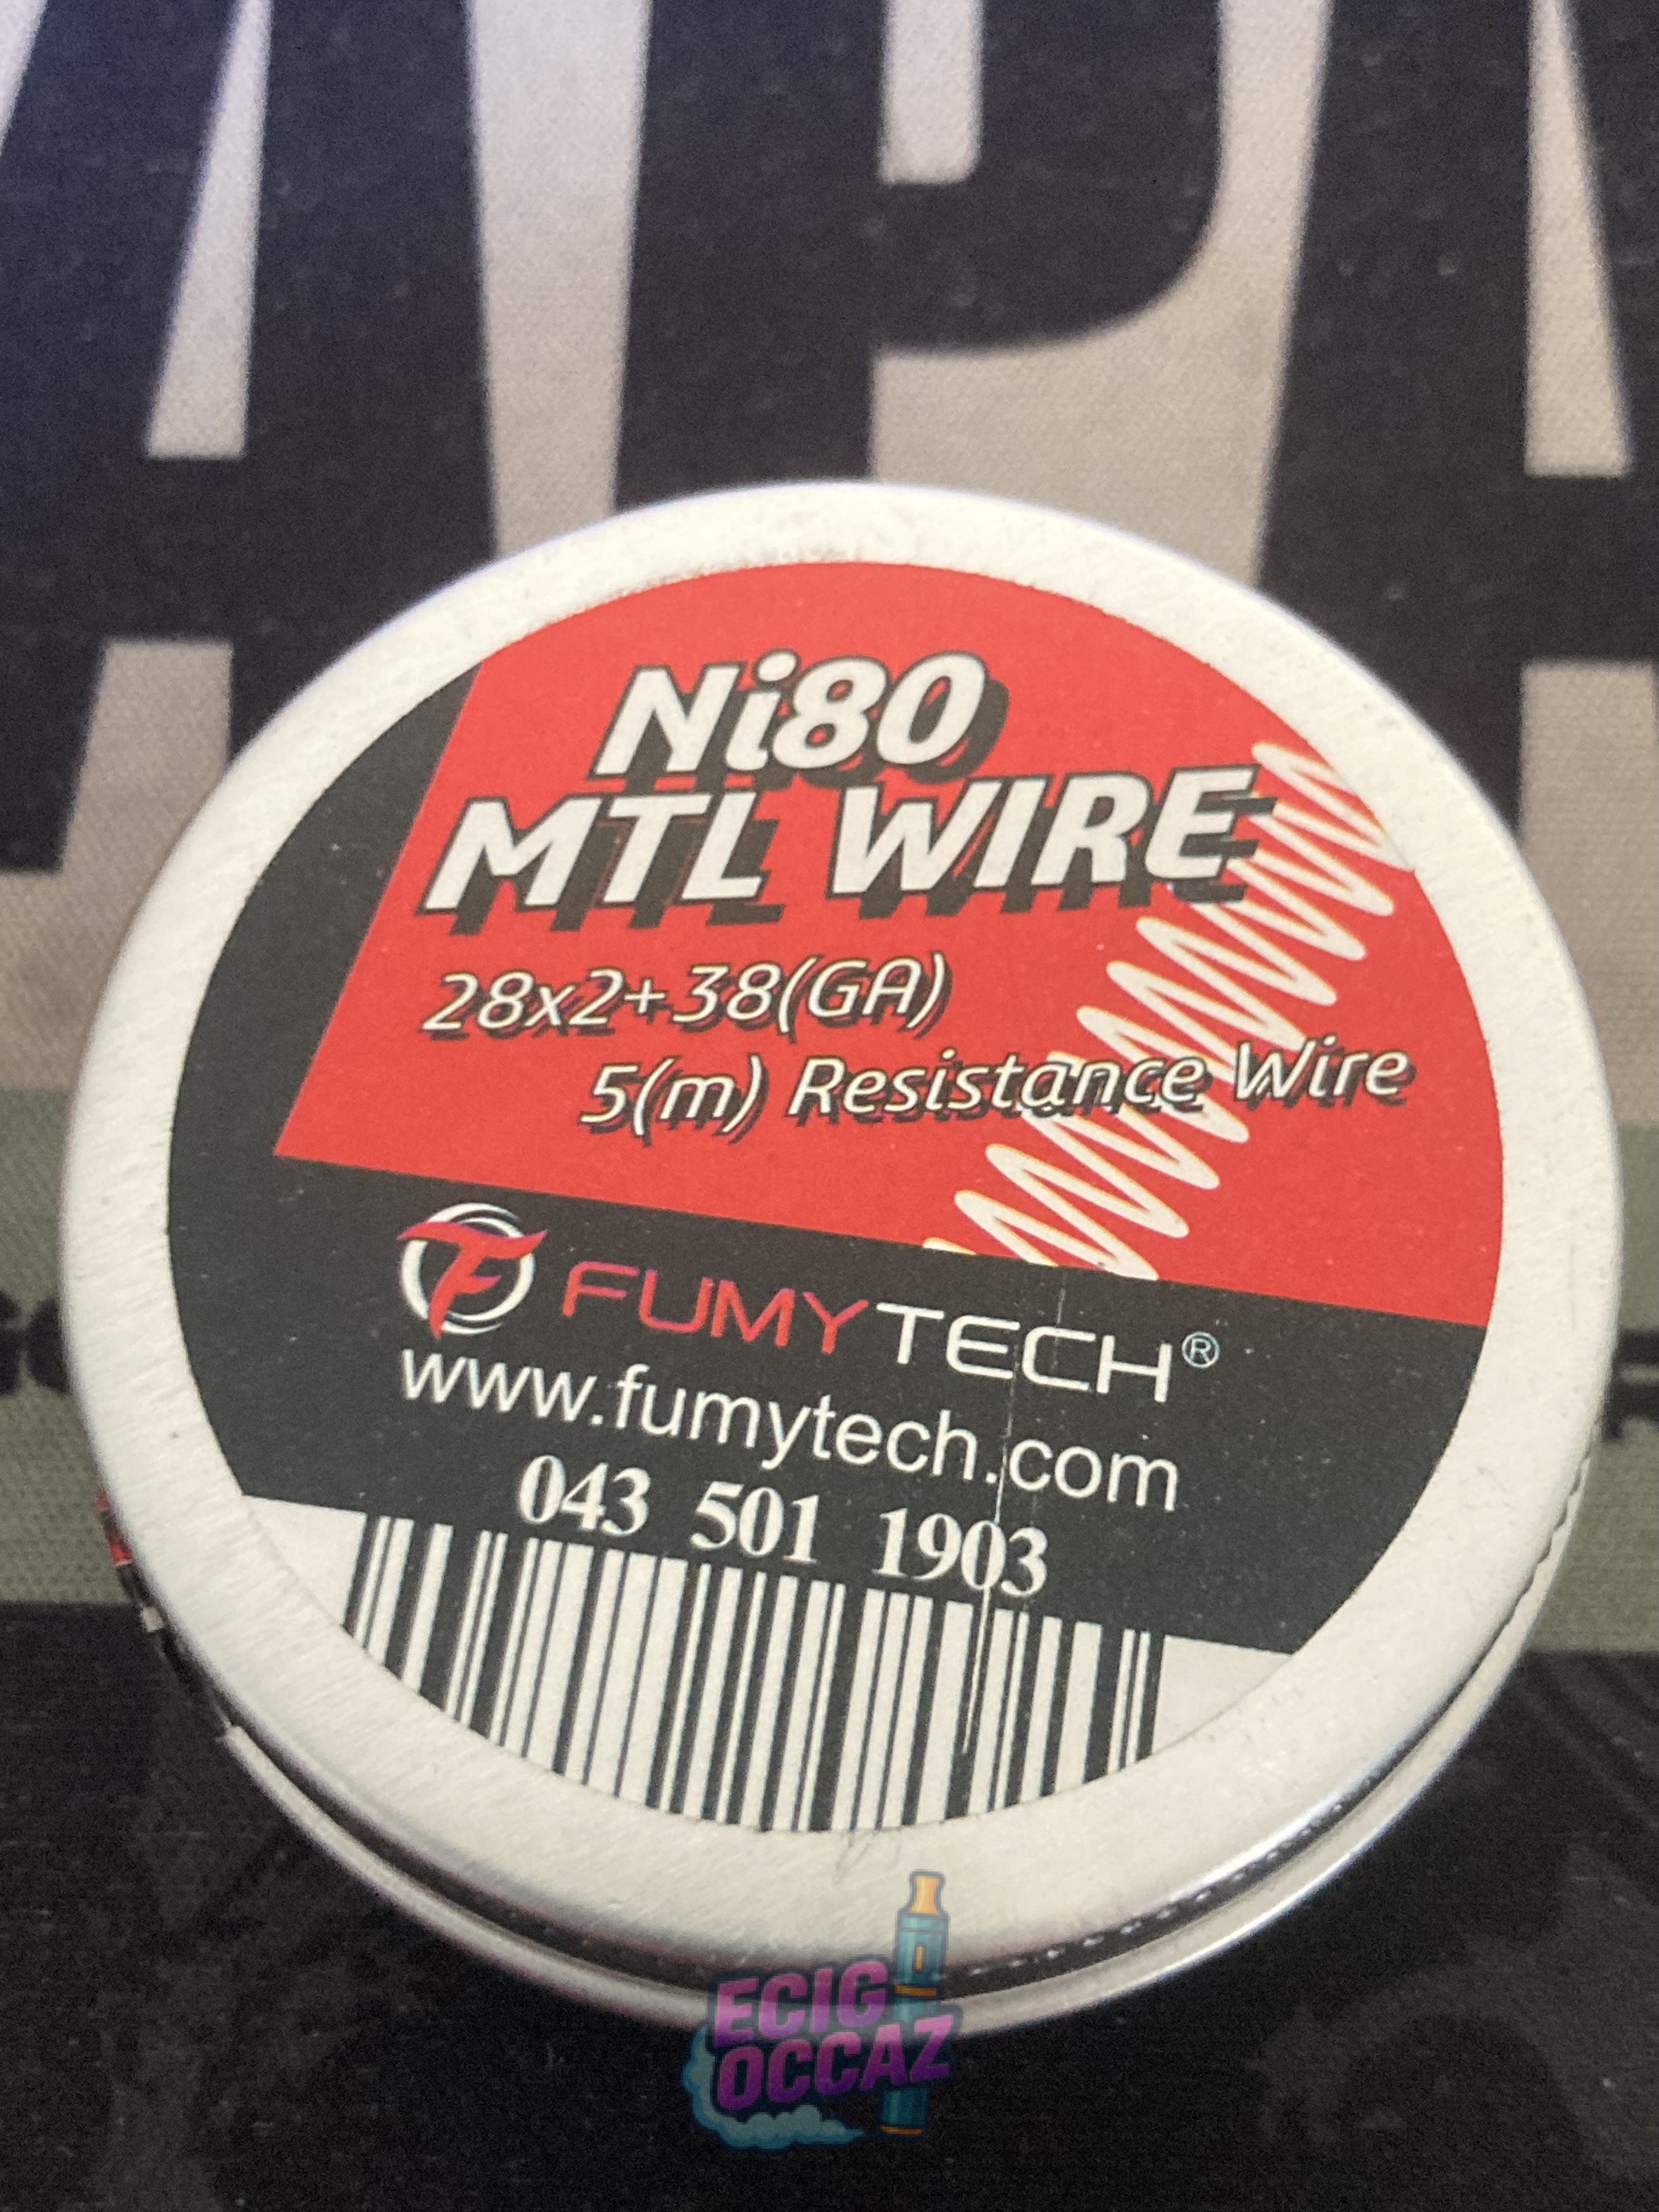 Ni80
MTL WIRE
28x2+38(GA)
5(m) Resistance Wire
FUMYTECH®
www.fumytech.com
043 501 1903
ECIG
OCCAZ